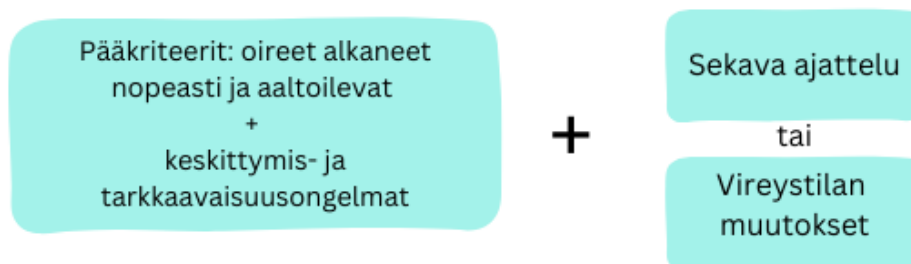 Pääkriteerit: oireet alkaneet
nopeasti ja aaltoilevat
+
keskittymis- ja
tarkkaavaisuusongelmat
+
Sekava ajattelu
tai
Vireystilan
muutokset